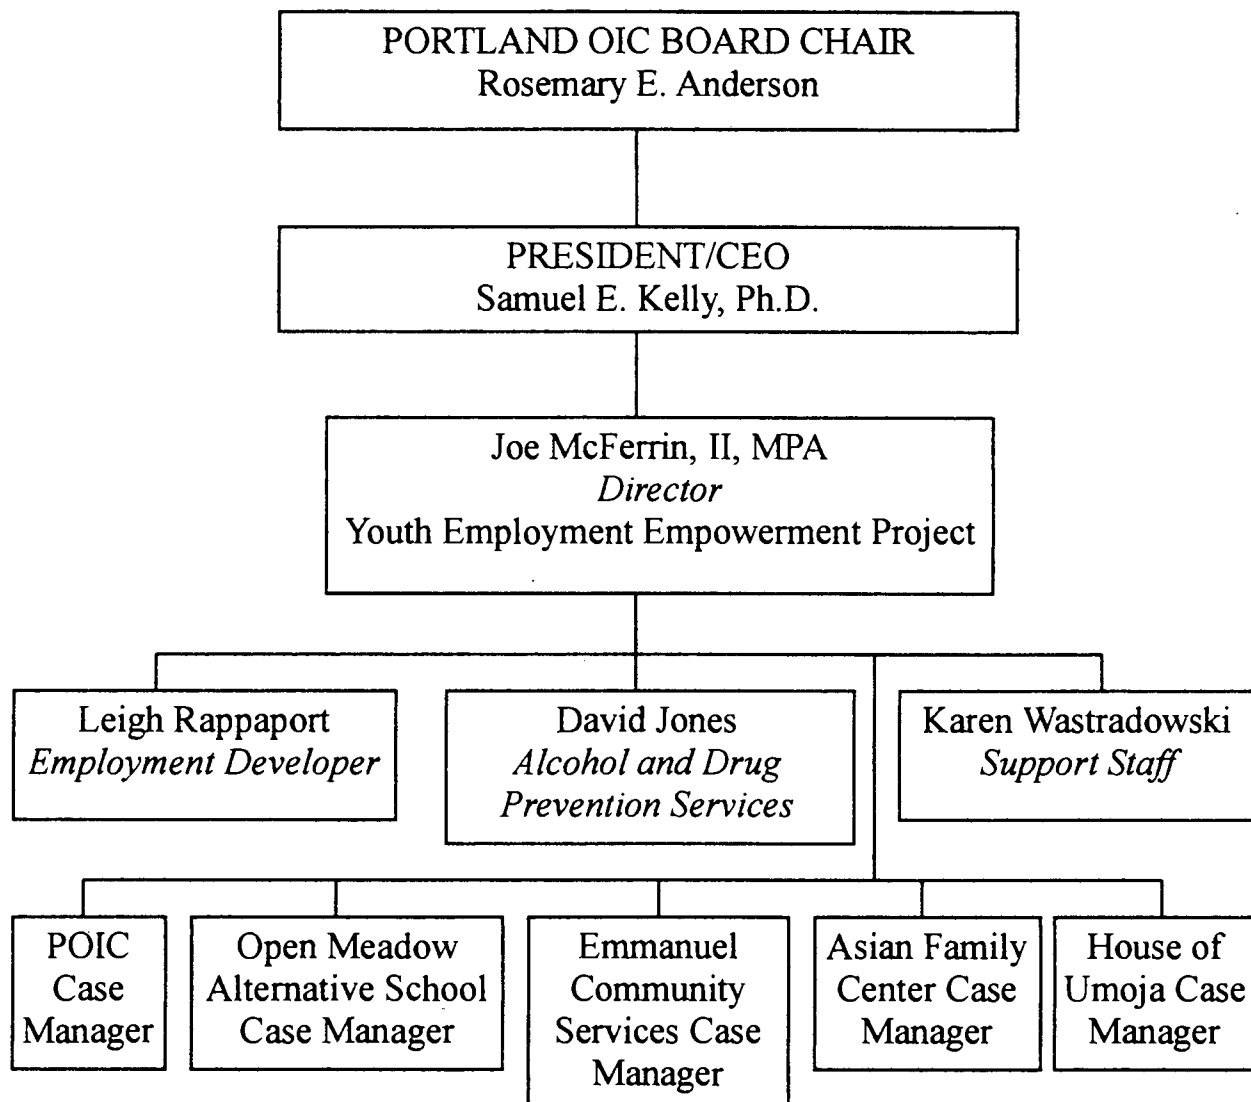 PORTLAND OIC BOARD CHAIR
Rosemary E. Anderson
PRESIDENT/CEO
Samuel E. Kelly, Ph.D.
Joe McFerrin, II, MPA
Director
Youth Employment Empowerment Project
Leigh Rappaport
Employment Developer
David Jones
Alcohol and Drug
Prevention Services
Karen Wastradowski
Support Staff
POIC
Case
Manager
Open Meadow
Alternative School
Case Manager
Emmanuel
Community
Services Case
Manager
Asian Family
Center Case
Manager
House of
Umoja Case
Manager